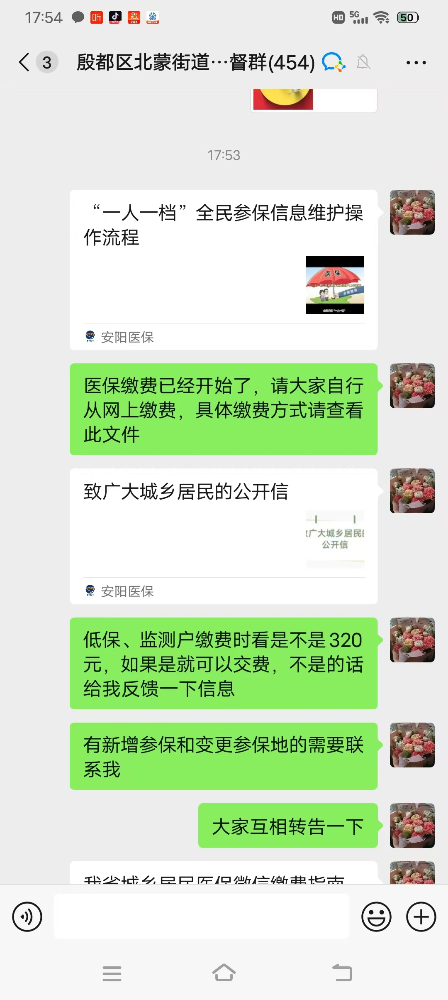 17:54
听
HD 5G 50
3 殷都区北蒙街道…督群(454)
17:53
“一人一档”全民参保信息维护操
作流程
医保
安阳医保
医保缴费已经开始了，请大家自行
从网上缴费，具体缴费方式请查看
此文件
致广大城乡居民的公开信
广大城乡居民的
公开信
安阳医保
低保、监测户缴费时看是不是320
元，如果是就可以交费，不是的话
给我反馈一下信息
有新增参保和变更参保地的需要联
系我
大家互相转告一下
我省城乡居民医保微信缴费指南